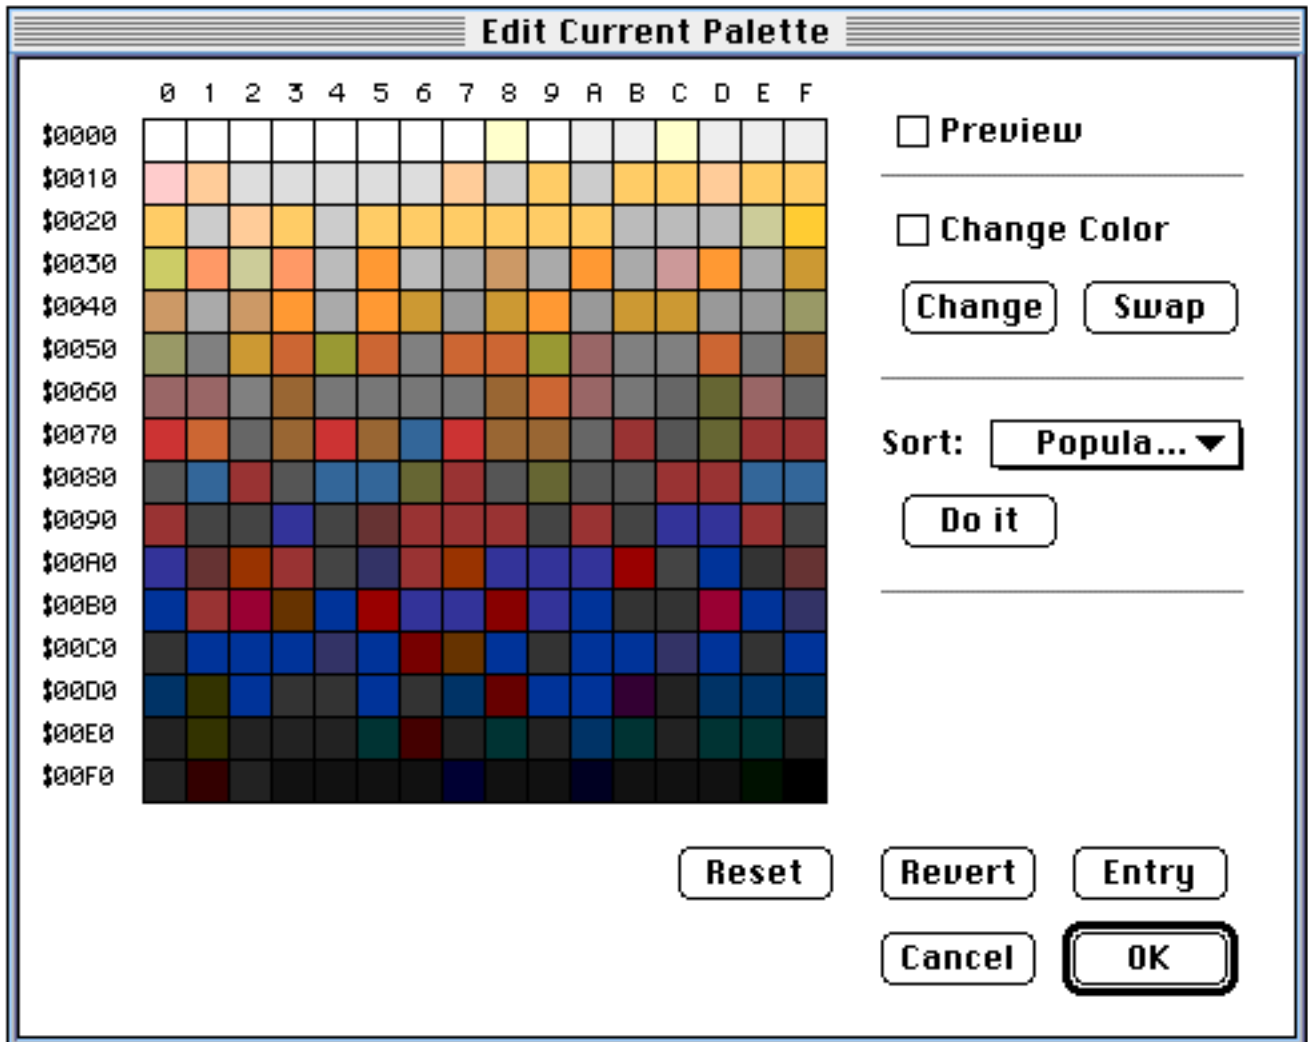 Edit Current Palette
0 1 2 3 4 5 6 7 8 9 A B C D E F
$0000
$0010
$0020
$0030
$0040
$0050
$0060
$0070
$0080
$0090
$00A0
$00B0
$00C0
$00D0
$00E0
$00F0
Preview
Change Color
Change Swap
Sort: Popula...
Do it
Reset Revert Entry
Cancel OK